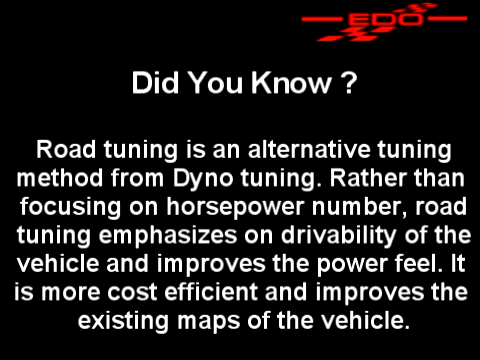 EDO
Did You Know ?
Road tuning is an alternative tuning
method from Dyno tuning. Rather than
focusing on horsepower number, road
tuning emphasizes on drivability of the
vehicle and improves the power feel. It
is more cost efficient and improves the
existing maps of the vehicle.